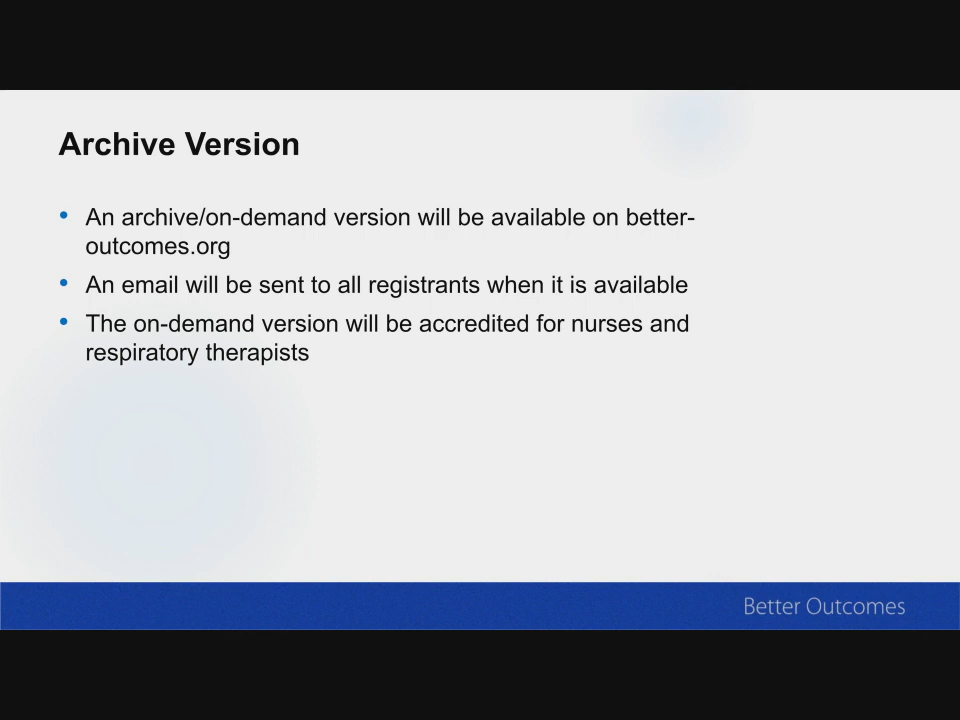 Archive Version
• An archive/on-demand version will be available on better-
outcomes.org
• An email will be sent to all registrants when it is available
• The on-demand version will be accredited for nurses and
respiratory therapists
Better Outcomes